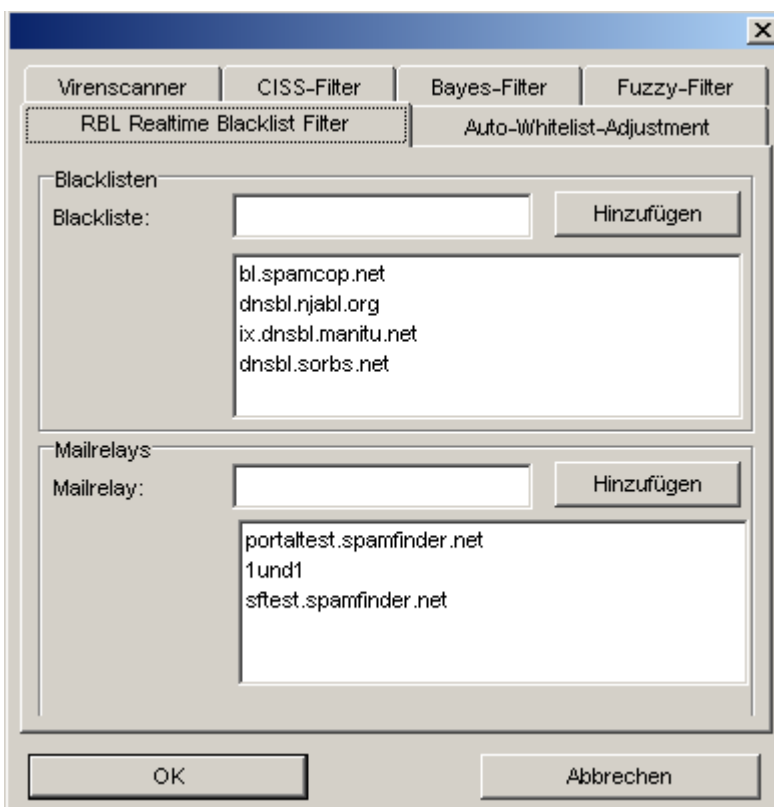 Virenscanner CISS-Filter Bayes-Filter Fuzzy-Filter
RBL Realtime Blacklist Filter Auto-Whitelist-Adjustment
Blacklisten
Blackliste: Hinzufügen
bl.spamcop.net
dnsbl.njabl.org
ix.dnsbl.manitu.net
dnsbl.sorbs.net
Mailrelays
Mailrelay: Hinzufügen
portaltest.spamfinder.net
1und1
sftest.spamfinder.net
OK Abbrechen